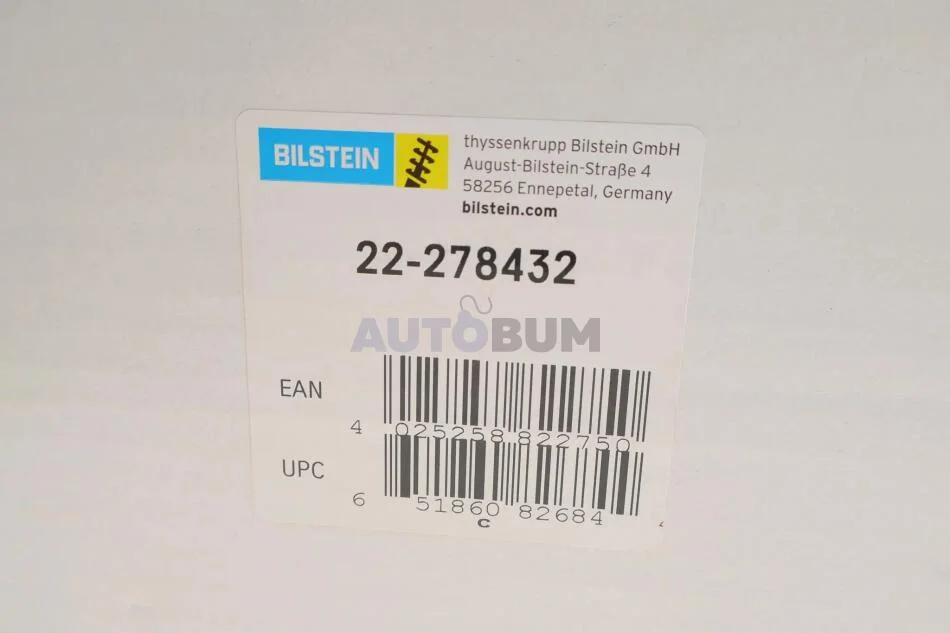 BILSTEIN
thyssenkrupp Bilstein GmbH
August-Bilstein-Straße 4
58256 Ennepetal, Germany
bilstein.com
22-278432
AUTOBUM
EAN
4 025258 822750
UPC
6 51860 82684
C